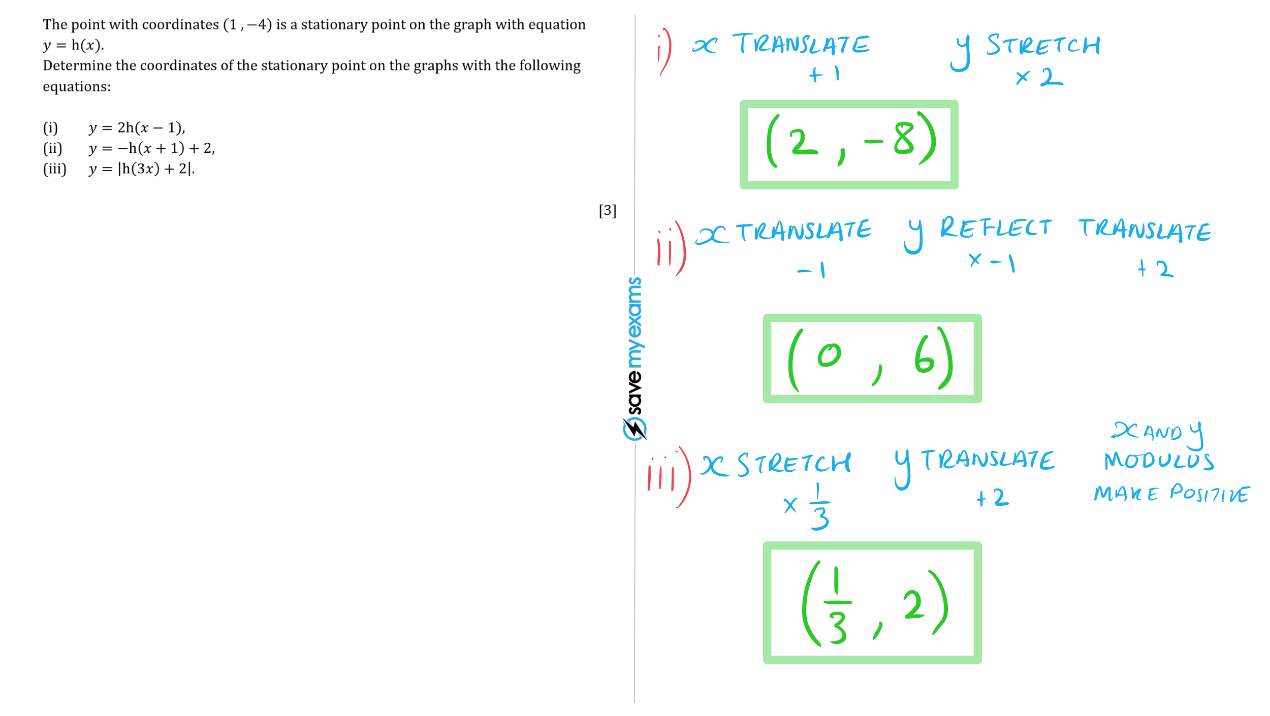 The point with coordinates (1 , −4) is a stationary point on the graph with equation
y = h(x).
Determine the coordinates of the stationary point on the graphs with the following
equations:
(i) y = 2h(x − 1),
(ii) y = −h(x + 1) + 2,
(iii) y = |h(3x) + 2|.
[3]
savemyexams
i) x TRANSLATE y STRETCH
+1 × 2
(2 , −8)
ii) x TRANSLATE y REFLECT TRANSLATE
−1 × −1 +2
(0 , 6)
x AND y
iii) x STRETCH y TRANSLATE MODULUS
× 1/3 +2 MAKE POSITIVE
(1/3 , 2)